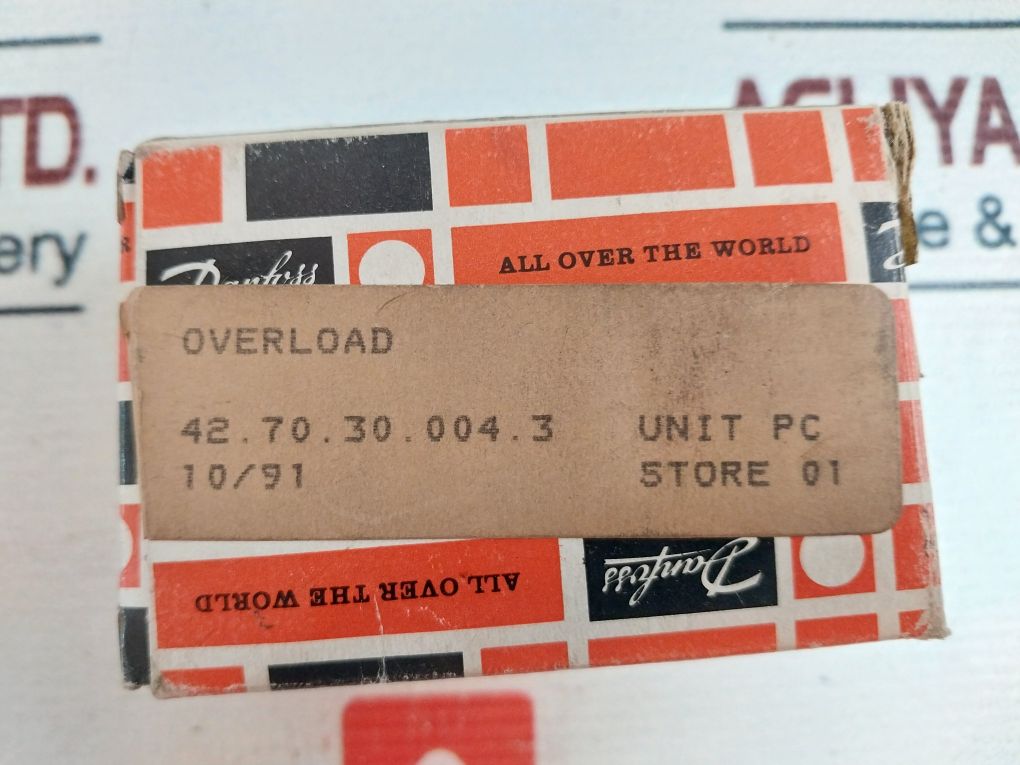 TD.
ery
e &
Danfoss
ALL OVER THE WORLD
OVERLOAD
42.70.30.004.3 UNIT PC
10/91 STORE 01
ALL OVER THE WORLD
Danfoss